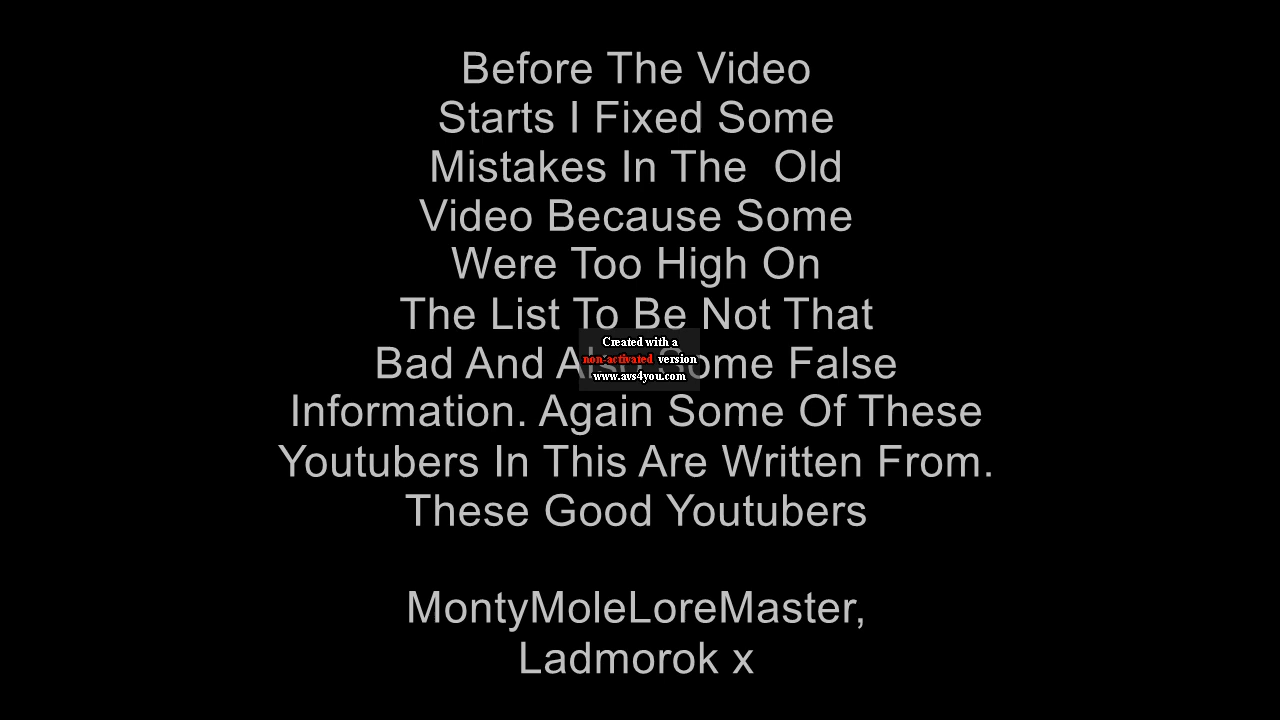 Before The Video
Starts I Fixed Some
Mistakes In The  Old
Video Because Some
Were Too High On
The List To Be Not That
Created with a
Bad And Also Some False
non-activated version
www.avs4you.com
Information. Again Some Of These
Youtubers In This Are Written From.
These Good Youtubers
MontyMoleLoreMaster,
Ladmorok x